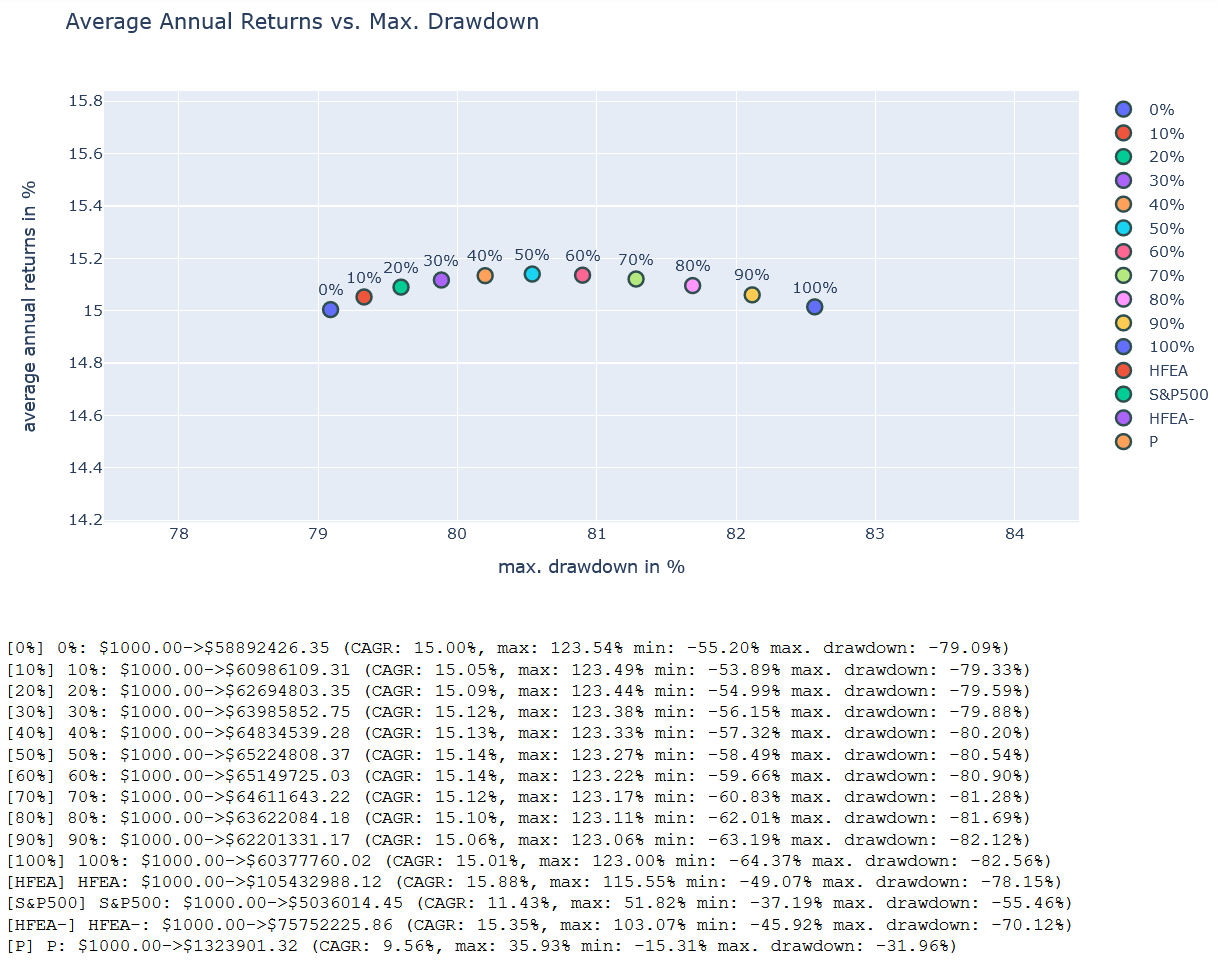 Average Annual Returns vs. Max. Drawdown
average annual returns in %
15.8
15.6
15.4
15.2
15
14.8
14.6
14.4
14.2
0%
10%
20%
30%
40%
50%
60%
70%
80%
90%
100%
78
79
80
81
82
83
84
max. drawdown in %
0%
10%
20%
30%
40%
50%
60%
70%
80%
90%
100%
HFEA
S&P500
HFEA-
P
[0%] 0%: $1000.00->$58892426.35 (CAGR: 15.00%, max: 123.54% min: -55.20% max. drawdown: -79.09%)
[10%] 10%: $1000.00->$60986109.31 (CAGR: 15.05%, max: 123.49% min: -53.89% max. drawdown: -79.33%)
[20%] 20%: $1000.00->$62694803.35 (CAGR: 15.09%, max: 123.44% min: -54.99% max. drawdown: -79.59%)
[30%] 30%: $1000.00->$63985852.75 (CAGR: 15.12%, max: 123.38% min: -56.15% max. drawdown: -79.88%)
[40%] 40%: $1000.00->$64834539.28 (CAGR: 15.13%, max: 123.33% min: -57.32% max. drawdown: -80.20%)
[50%] 50%: $1000.00->$65224808.37 (CAGR: 15.14%, max: 123.27% min: -58.49% max. drawdown: -80.54%)
[60%] 60%: $1000.00->$65149725.03 (CAGR: 15.14%, max: 123.22% min: -59.66% max. drawdown: -80.90%)
[70%] 70%: $1000.00->$64611643.22 (CAGR: 15.12%, max: 123.17% min: -60.83% max. drawdown: -81.28%)
[80%] 80%: $1000.00->$63622084.18 (CAGR: 15.10%, max: 123.11% min: -62.01% max. drawdown: -81.69%)
[90%] 90%: $1000.00->$62201331.17 (CAGR: 15.06%, max: 123.06% min: -63.19% max. drawdown: -82.12%)
[100%] 100%: $1000.00->$60377760.02 (CAGR: 15.01%, max: 123.00% min: -64.37% max. drawdown: -82.56%)
[HFEA] HFEA: $1000.00->$105432988.12 (CAGR: 15.88%, max: 115.55% min: -49.07% max. drawdown: -78.15%)
[S&P500] S&P500: $1000.00->$5036014.45 (CAGR: 11.43%, max: 51.82% min: -37.19% max. drawdown: -55.46%)
[HFEA-] HFEA-: $1000.00->$75752225.86 (CAGR: 15.35%, max: 103.07% min: -45.92% max. drawdown: -70.12%)
[P] P: $1000.00->$1323901.32 (CAGR: 9.56%, max: 35.93% min: -15.31% max. drawdown: -31.96%)